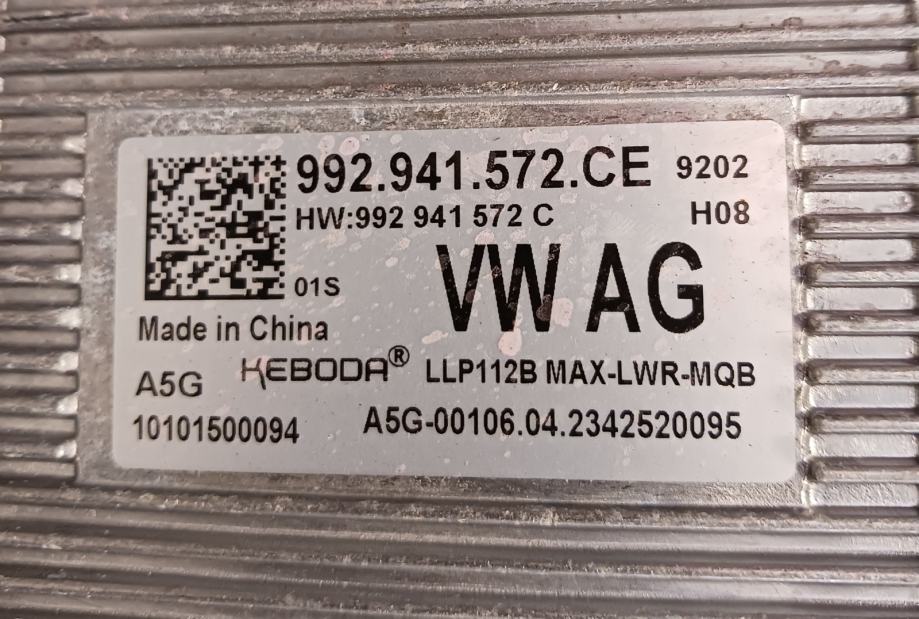 992.941.572.CE 9202
HW:992 941 572 C H08
01S
VW AG
Made in China
KEBODA® LLP112B MAX-LWR-MQB
A5G
10101500094 A5G-00106.04.2342520095